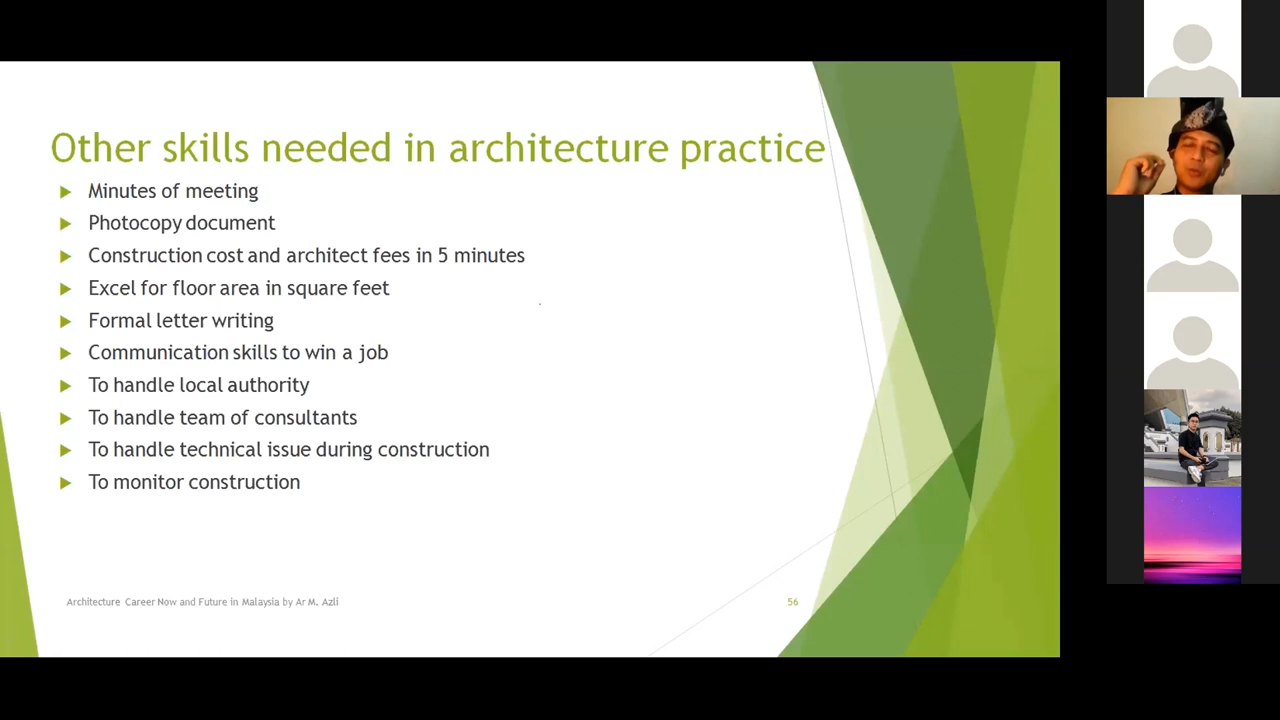 Other skills needed in architecture practice
Minutes of meeting
Photocopy document
Construction cost and architect fees in 5 minutes
Excel for floor area in square feet
Formal letter writing
Communication skills to win a job
To handle local authority
To handle team of consultants
To handle technical issue during construction
To monitor construction
Architecture Career Now and Future in Malaysia by Ar M. Azli
56